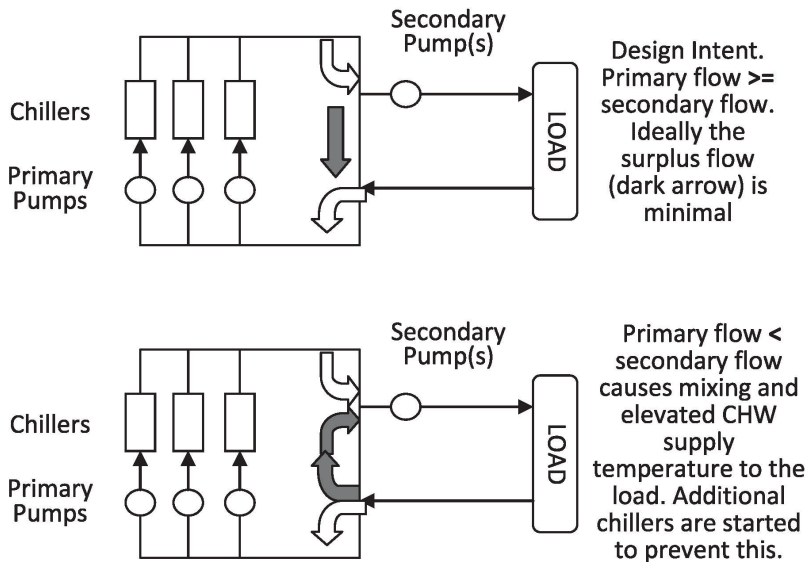 Secondary
Pump(s)
Chillers
Primary
Pumps
LOAD
Design Intent.
Primary flow >=
secondary flow.
Ideally the
surplus flow
(dark arrow) is
minimal
Secondary
Pump(s)
Chillers
Primary
Pumps
LOAD
Primary flow <
secondary flow
causes mixing and
elevated CHW
supply
temperature to the
load. Additional
chillers are started
to prevent this.